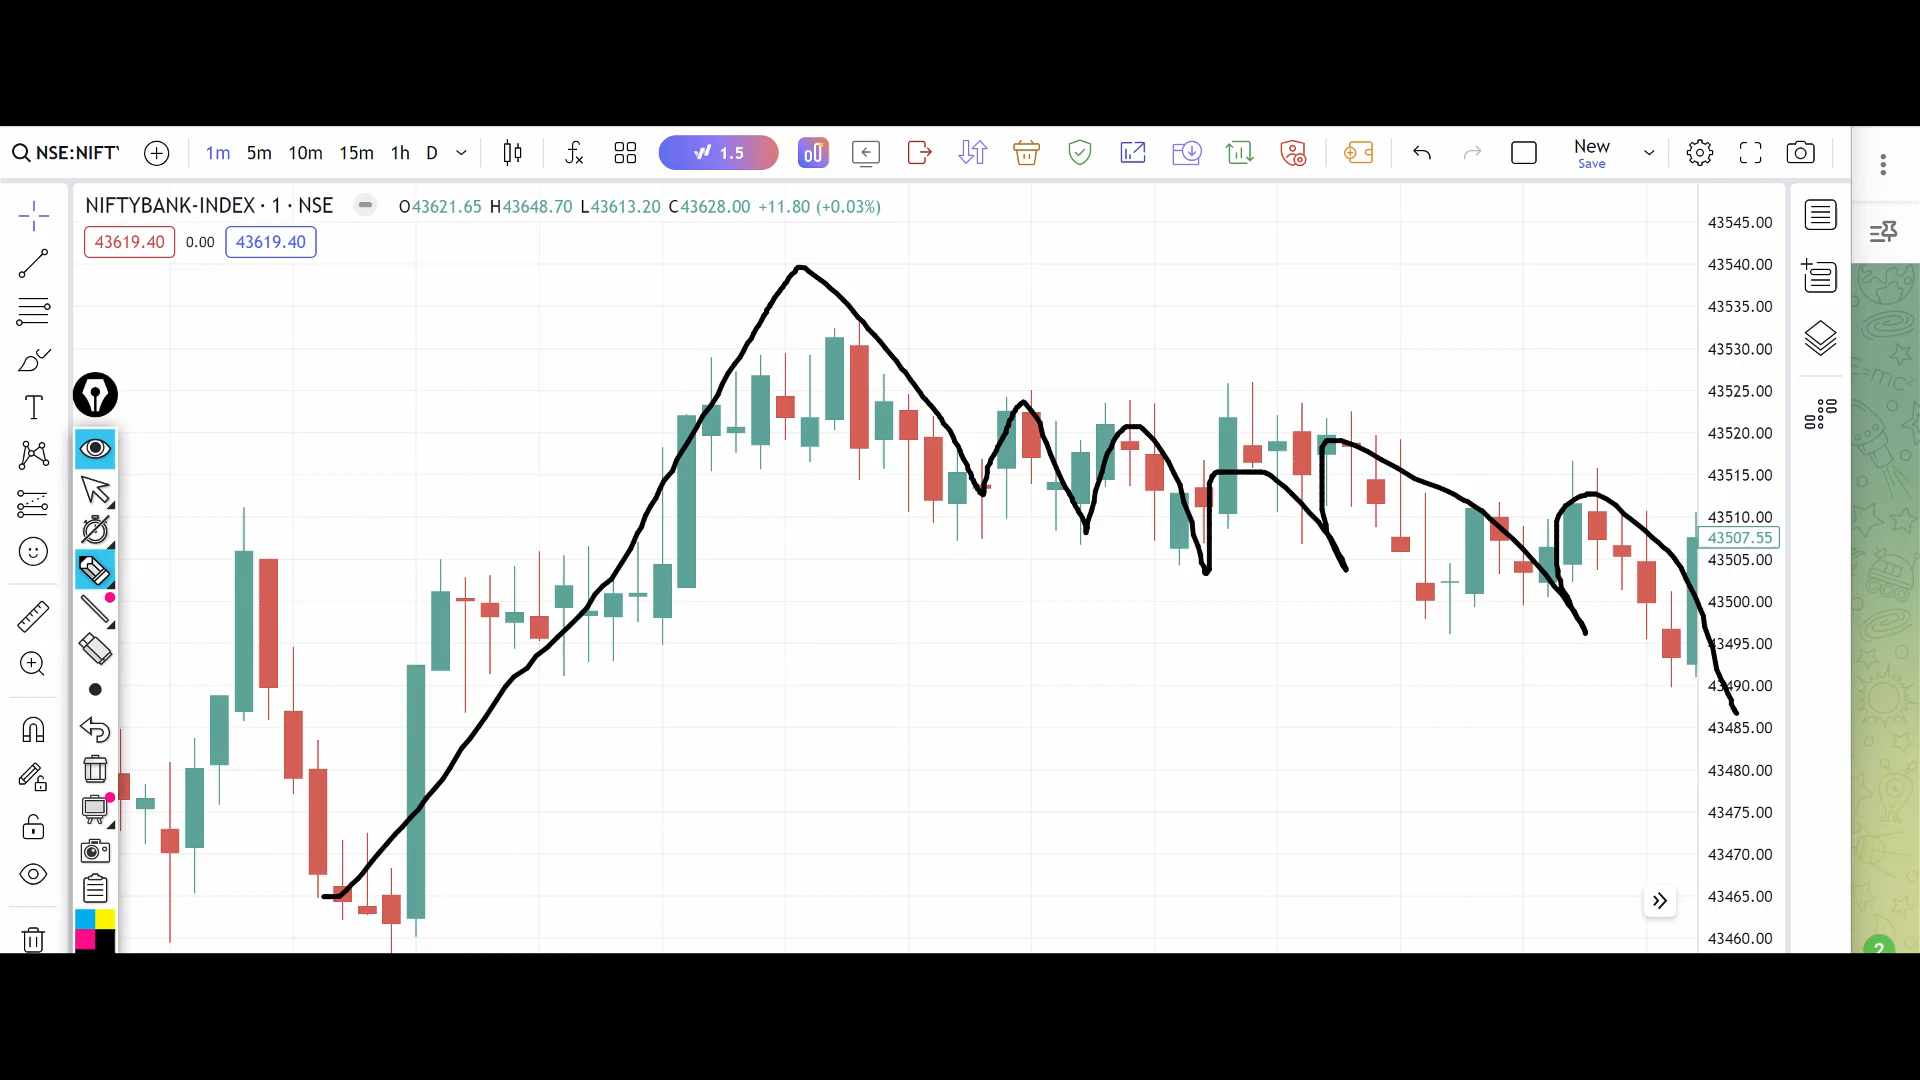 NSE:NIFT
1m 5m 10m 15m 1h D
1.5
New
Save
NIFTYBANK-INDEX · 1 · NSE
O43621.65 H43648.70 L43613.20 C43628.00 +11.80 (+0.03%)
43619.40 0.00 43619.40
T
43545.00
43540.00
43535.00
43530.00
43525.00
43520.00
43515.00
43510.00
43507.55
43505.00
43500.00
43495.00
43490.00
43485.00
43480.00
43475.00
43470.00
43465.00
43460.00
2